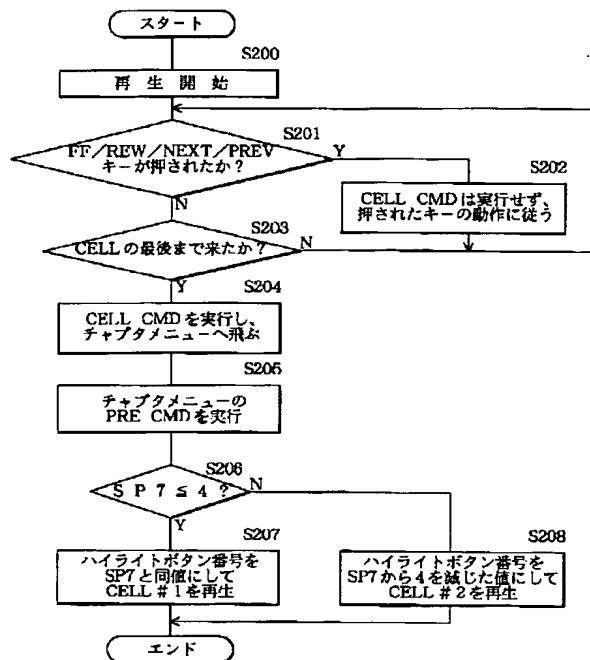 スタート
S200
再生開始
S201
FF/REW/NEXT/PREV
キーが押されたか?
Y
N
S202
CELL CMDは実行せず、
押されたキーの動作に従う
S203
CELLの最後まで来たか?
N
Y
S204
CELL CMDを実行し、
チャプタメニューへ飛ぶ
S205
チャプタメニューの
PRE CMDを実行
S206
SP7≦4?
N
Y
S207
ハイライトボタン番号を
SP7と同値にして
CELL#1を再生
S208
ハイライトボタン番号を
SP7から4を減じた値にして
CELL#2を再生
エンド